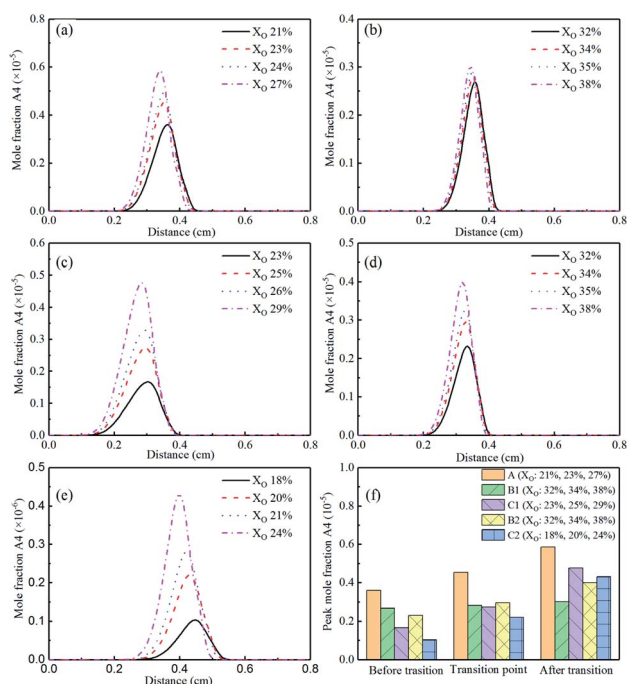 (a)
X_O 21%
X_O 23%
X_O 24%
X_O 27%
Mole fraction A4 (×10⁻⁵)
0.8
0.6
0.4
0.2
0.0
0.0 0.2 0.4 0.6 0.8
Distance (cm)
(b)
X_O 32%
X_O 34%
X_O 35%
X_O 38%
Mole fraction A4 (×10⁻⁵)
0.4
0.3
0.2
0.1
0.0
0.0 0.2 0.4 0.6 0.8
Distance (cm)
(c)
X_O 23%
X_O 25%
X_O 26%
X_O 29%
Mole fraction A4 (×10⁻⁵)
0.6
0.5
0.4
0.3
0.2
0.1
0.0
0.0 0.2 0.4 0.6 0.8
Distance (cm)
(d)
X_O 32%
X_O 34%
X_O 35%
X_O 38%
Mole fraction A4 (×10⁻⁵)
0.5
0.4
0.3
0.2
0.1
0.0
0.0 0.2 0.4 0.6 0.8
Distance (cm)
(e)
X_O 18%
X_O 20%
X_O 21%
X_O 24%
Mole fraction A4 (×10⁻⁶)
0.5
0.4
0.3
0.2
0.1
0.0
0.0 0.2 0.4 0.6 0.8
Distance (cm)
(f)
A (X_O: 21%, 23%, 27%)
B1 (X_O: 32%, 34%, 38%)
C1 (X_O: 23%, 25%, 29%)
B2 (X_O: 32%, 34%, 38%)
C2 (X_O: 18%, 20%, 24%)
Peak mole fraction A4 (10⁻⁵)
1.0
0.8
0.6
0.4
0.2
0.0
Before trasition Transition point After transition